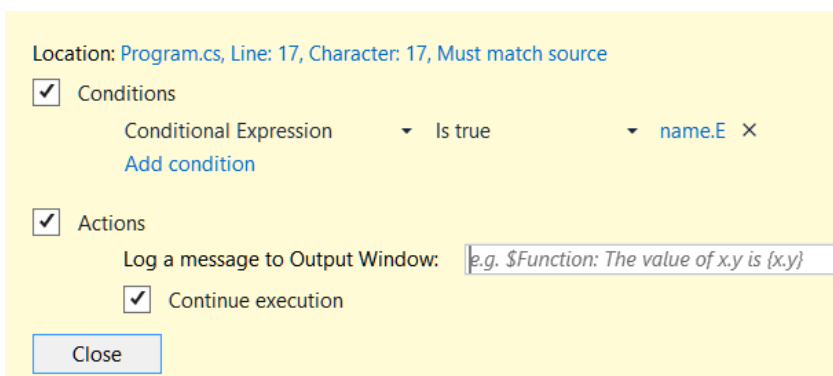 Location: Program.cs, Line: 17, Character: 17, Must match source
Conditions
Conditional Expression Is true name.E ×
Add condition
Actions
Log a message to Output Window: e.g. $Function: The value of x.y is {x.y}
Continue execution
Close